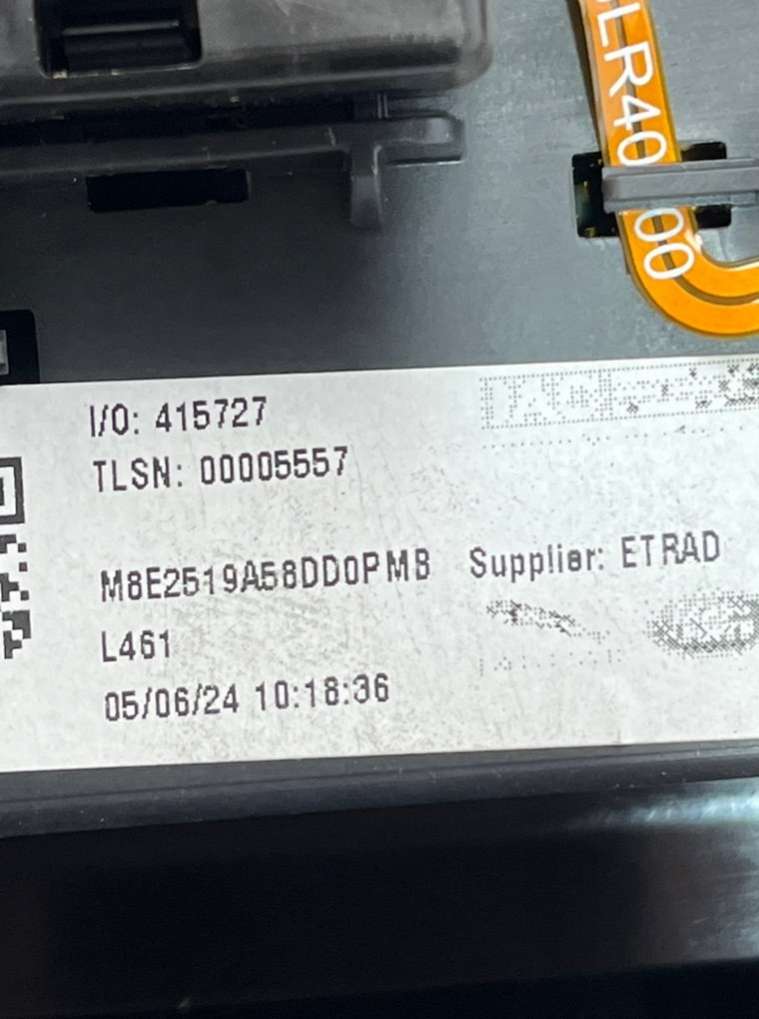 LR40
00
I/O: 415727
TLSN: 00005557
M8E2519A58DD0PMB Supplier: ETRAD
L461
05/06/24 10:18:36